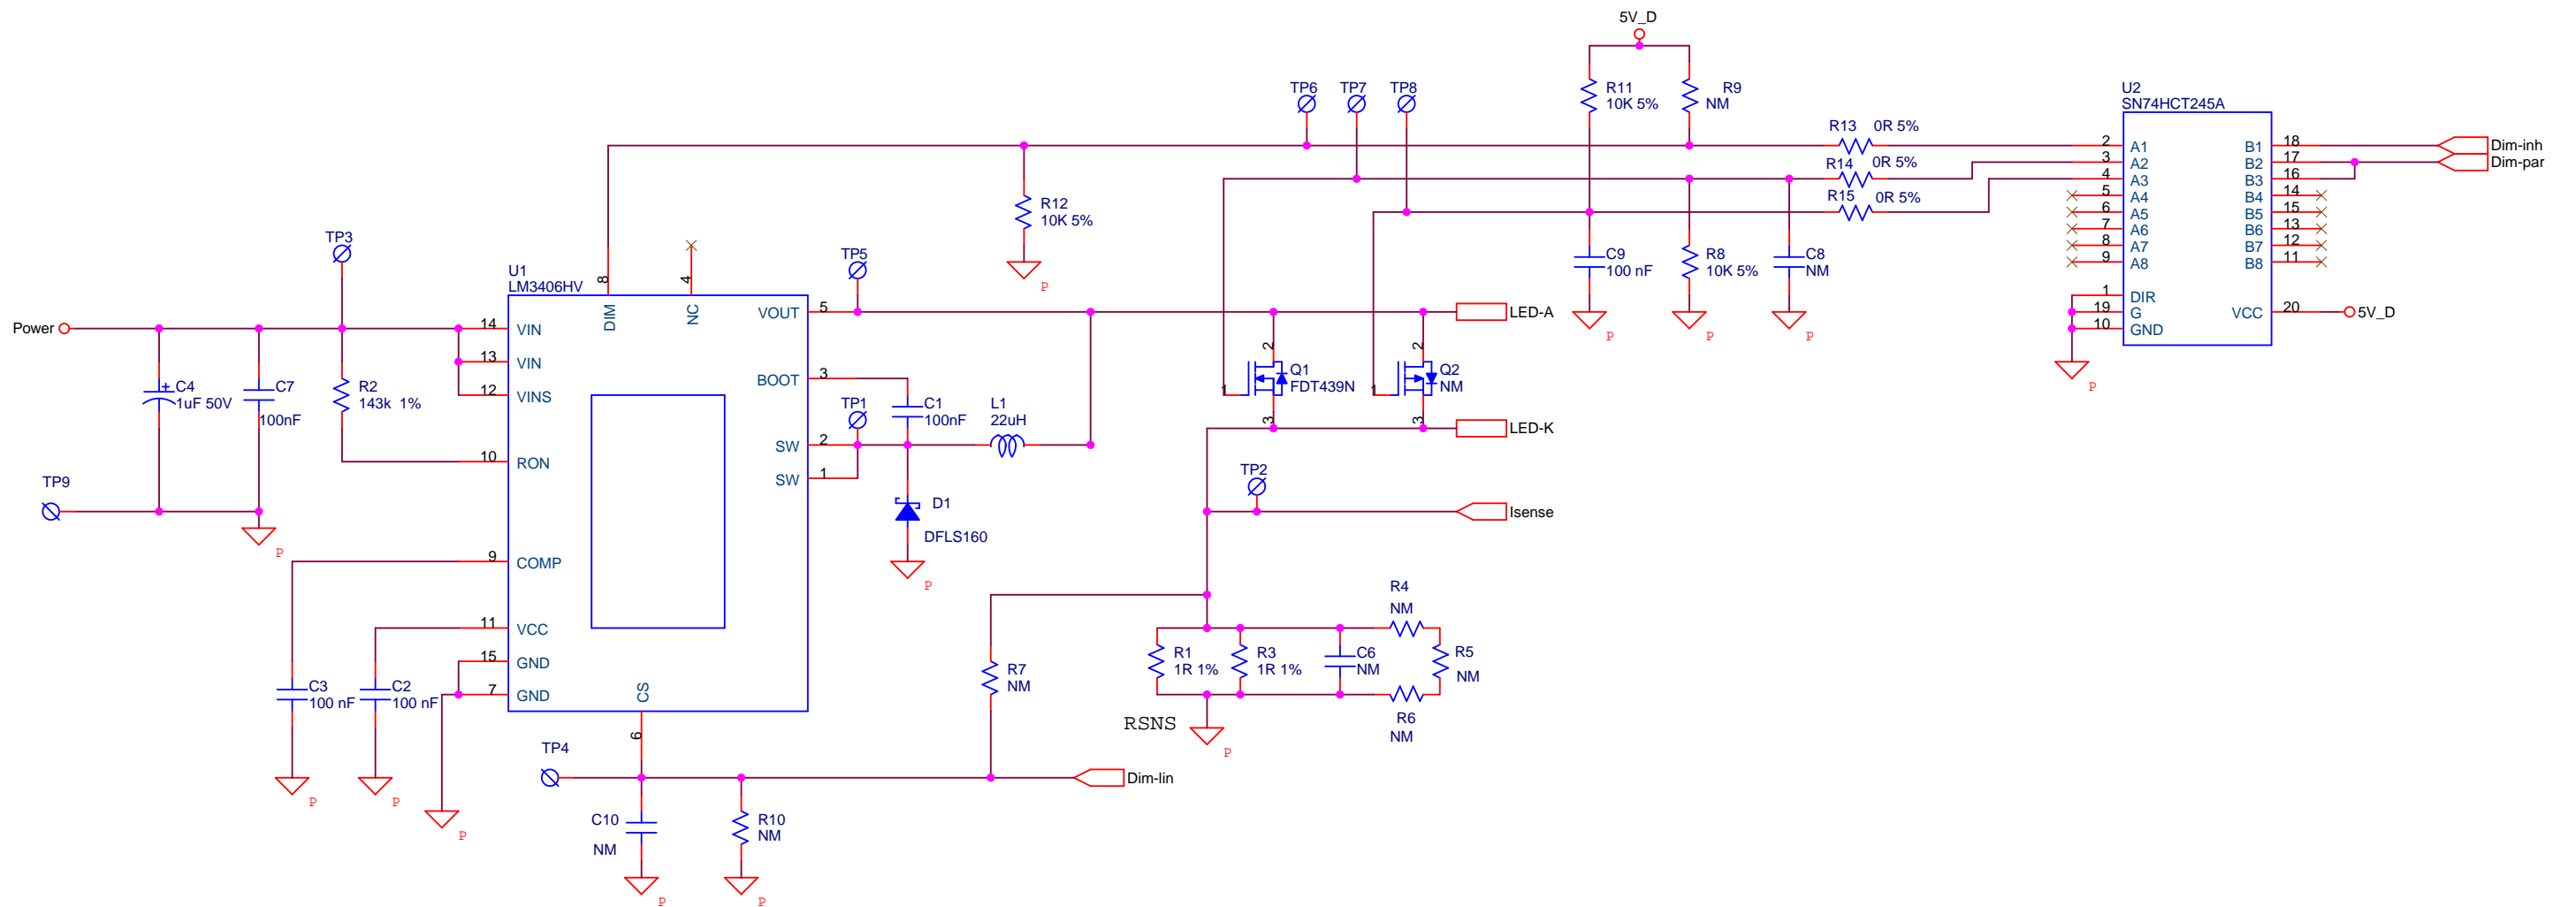 5V_D
TP6
TP7
TP8
R11
10K 5%
R9
NM
U2
SN74HCT245A
R13 0R 5%
R14 0R 5%
R15 0R 5%
2 A1 B1 18 Dim-inh
3 A2 B2 17 Dim-par
4 A3 B3 16
5 A4 B4 14
6 A5 B5 15
7 A6 B6 13
8 A7 B7 12
9 A8 B8 11
1 DIR
19 G VCC 20 5V_D
10 GND
P
R12
10K 5%
P
C9
100 nF
P
R8
10K 5%
P
C8
NM
P
TP3
TP5
U1
LM3406HV
8
DIM
4
NC
Power
14 VIN
13 VIN
12 VINS
10 RON
9 COMP
11 VCC
15 GND
7 GND
VOUT 5
BOOT 3
SW 2
SW 1
CS
6
LED-A
2
Q1
FDT439N
1
3
2
Q2
NM
1
3
LED-K
C4
1uF 50V
+
C7
100nF
R2
143k 1%
TP9
P
TP1
C1
100nF
L1
22uH
D1
DFLS160
P
TP2
Isense
C3
100 nF
P
C2
100 nF
P
P
R7
NM
R1
1R 1%
R3
1R 1%
C6
NM
R4
NM
R5
NM
R6
NM
RSNS
P
TP4
Dim-lin
C10
NM
P
R10
NM
P